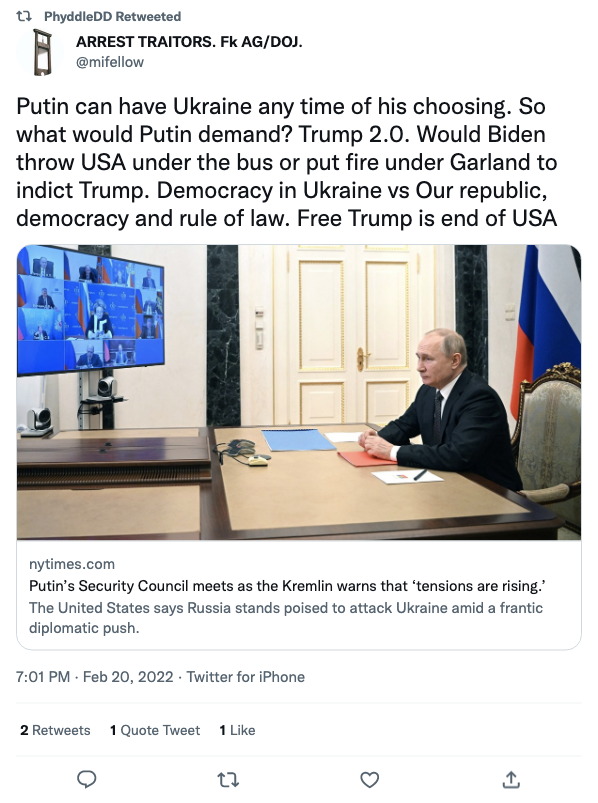 PhyddleDD Retweeted
ARREST TRAITORS. Fk AG/DOJ.
@mifellow
Putin can have Ukraine any time of his choosing. So
what would Putin demand? Trump 2.0. Would Biden
throw USA under the bus or put fire under Garland to
indict Trump. Democracy in Ukraine vs Our republic,
democracy and rule of law. Free Trump is end of USA
nytimes.com
Putin’s Security Council meets as the Kremlin warns that ‘tensions are rising.’
The United States says Russia stands poised to attack Ukraine amid a frantic
diplomatic push.
7:01 PM · Feb 20, 2022 · Twitter for iPhone
2 Retweets 1 Quote Tweet 1 Like